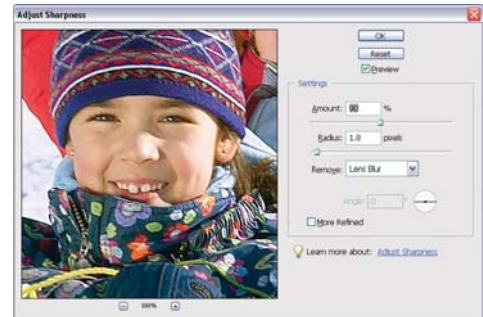 Adjust Sharpness
OK
Reset
Preview
Settings
Amount: 90 %
Radius: 1.8 pixels
Remove: Lens Blur
Angle: 0 °
More Refined
Learn more about: Adjust Sharpness
100%